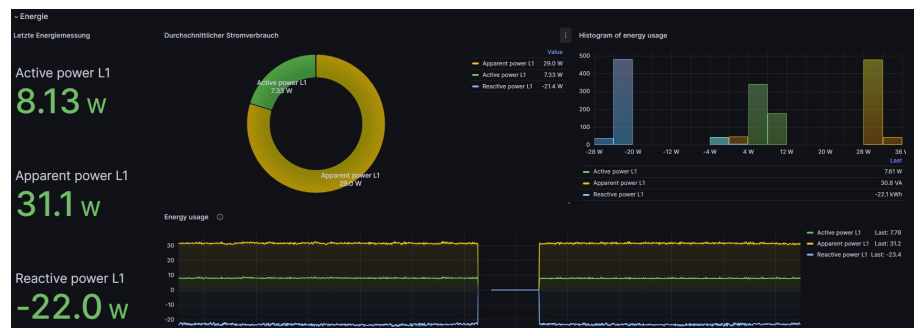 Energie
Letzte Energiemessung
Active power L1
8.13 W
Apparent power L1
31.1 W
Reactive power L1
-22.0 W
Durchschnittlicher Stromverbrauch
Active power L1
7.33 W
Apparent power L1
29.0 W
Value
Apparent power L1 29.0 W
Active power L1 7.33 W
Reactive power L1 -21.4 W
Histogram of energy usage
500
400
300
200
100
0
-28 W -20 W -12 W -4 W 4 W 12 W 20 W 28 W 36 W
Last
Active power L1 7.61 W
Apparent power L1 30.8 VA
Reactive power L1 -22.1 kWh
Energy usage
30
20
10
0
-10
-20
Active power L1 Last: 7.78
Apparent power L1 Last: 31.2
Reactive power L1 Last: -23.4